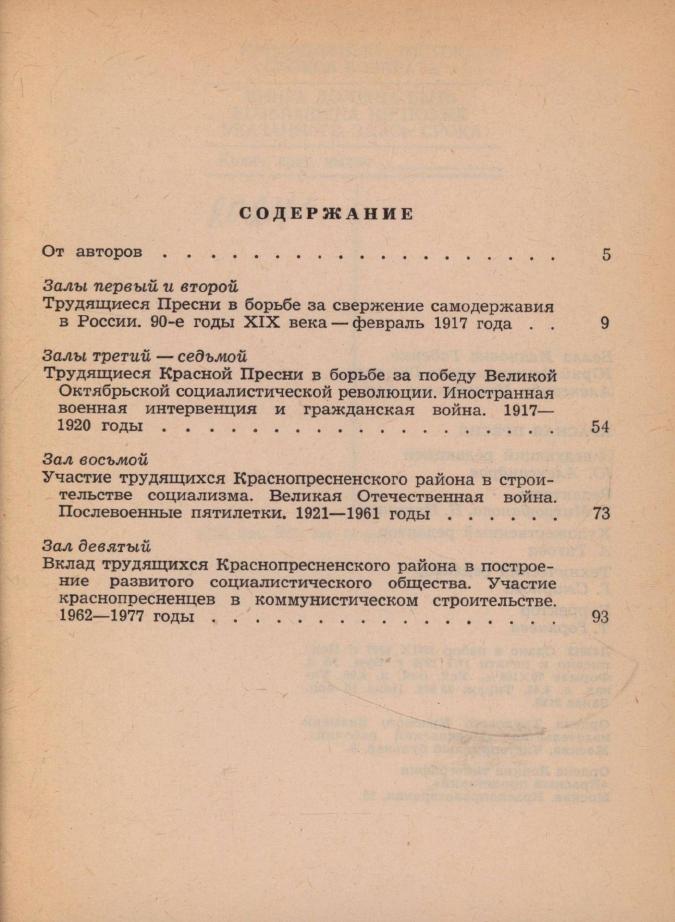 СОДЕРЖАНИЕ
От авторов . . . . . . . . . . . . . . . . . . . 5
Залы первый и второй
Трудящиеся Пресни в борьбе за свержение самодержавия
в России. 90-е годы XIX века — февраль 1917 года . . 9
Залы третий — седьмой
Трудящиеся Красной Пресни в борьбе за победу Великой
Октябрьской социалистической революции. Иностранная
военная интервенция и гражданская война. 1917—
1920 годы . . . . . . . . . . . . . . . . . . . 54
Зал восьмой
Участие трудящихся Краснопресненского района в строи-
тельстве социализма. Великая Отечественная война.
Послевоенные пятилетки. 1921—1961 годы . . . . . . 73
Зал девятый
Вклад трудящихся Краснопресненского района в построе-
ние развитого социалистического общества. Участие
краснопресненцев в коммунистическом строительстве.
1962—1977 годы . . . . . . . . . . . . . . . . 93